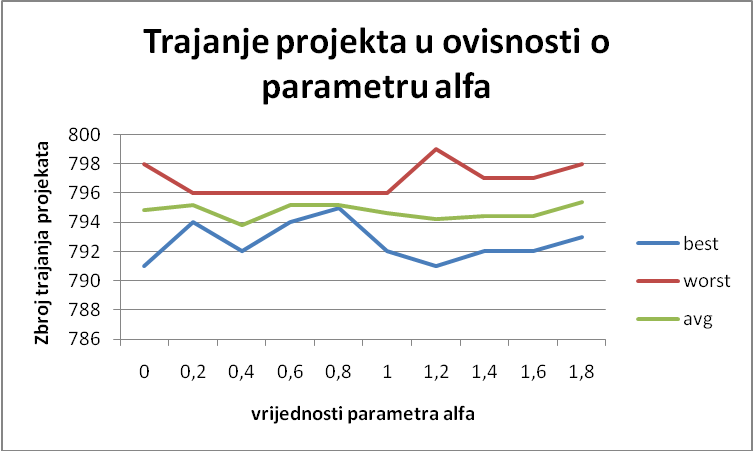 Trajanje projekta u ovisnosti o
parametru alfa
Zbroj trajanja projekata
800
798
796
794
792
790
788
786
0 0,2 0,4 0,6 0,8 1 1,2 1,4 1,6 1,8
vrijednosti parametra alfa
best
worst
avg